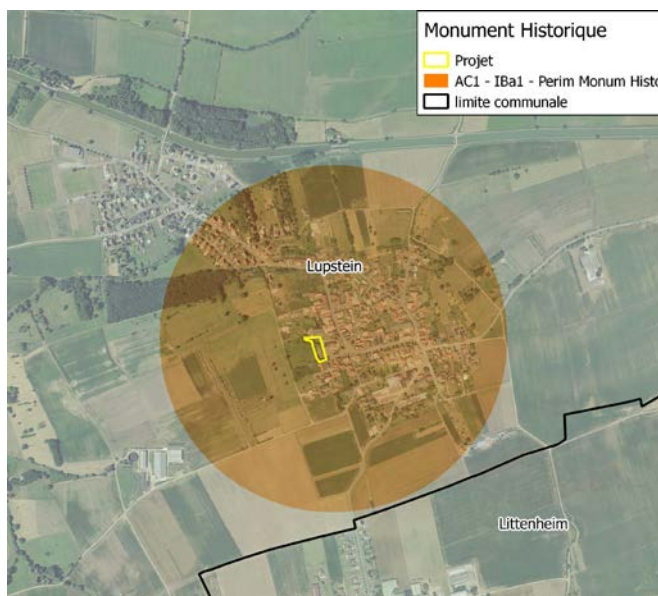 Monument Historique
Projet
AC1 - IBa1 - Perim Monum Histo
limite communale
Lupstein
Littenheim